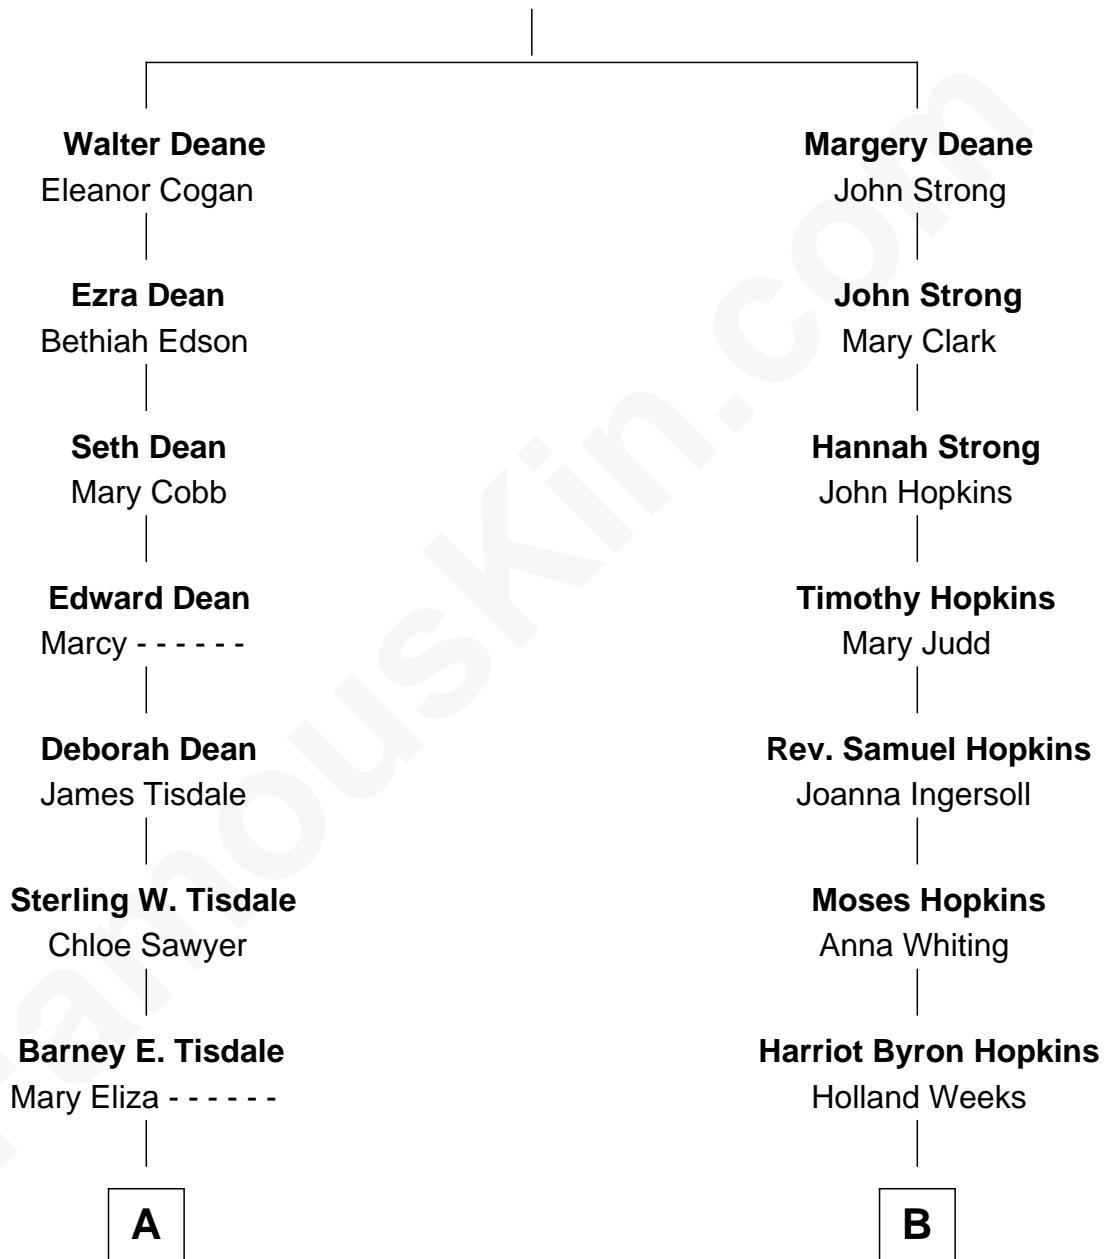 Walter Deane
Eleanor Cogan
Ezra Dean
Bethiah Edson
Seth Dean
Mary Cobb
Edward Dean
Marcy - - - - - -
Deborah Dean
James Tisdale
Sterling W. Tisdale
Chloe Sawyer
Barney E. Tisdale
Mary Eliza - - - - - -
A
Margery Deane
John Strong
John Strong
Mary Clark
Hannah Strong
John Hopkins
Timothy Hopkins
Mary Judd
Rev. Samuel Hopkins
Joanna Ingersoll
Moses Hopkins
Anna Whiting
Harriot Byron Hopkins
Holland Weeks
B
FamousKin.com